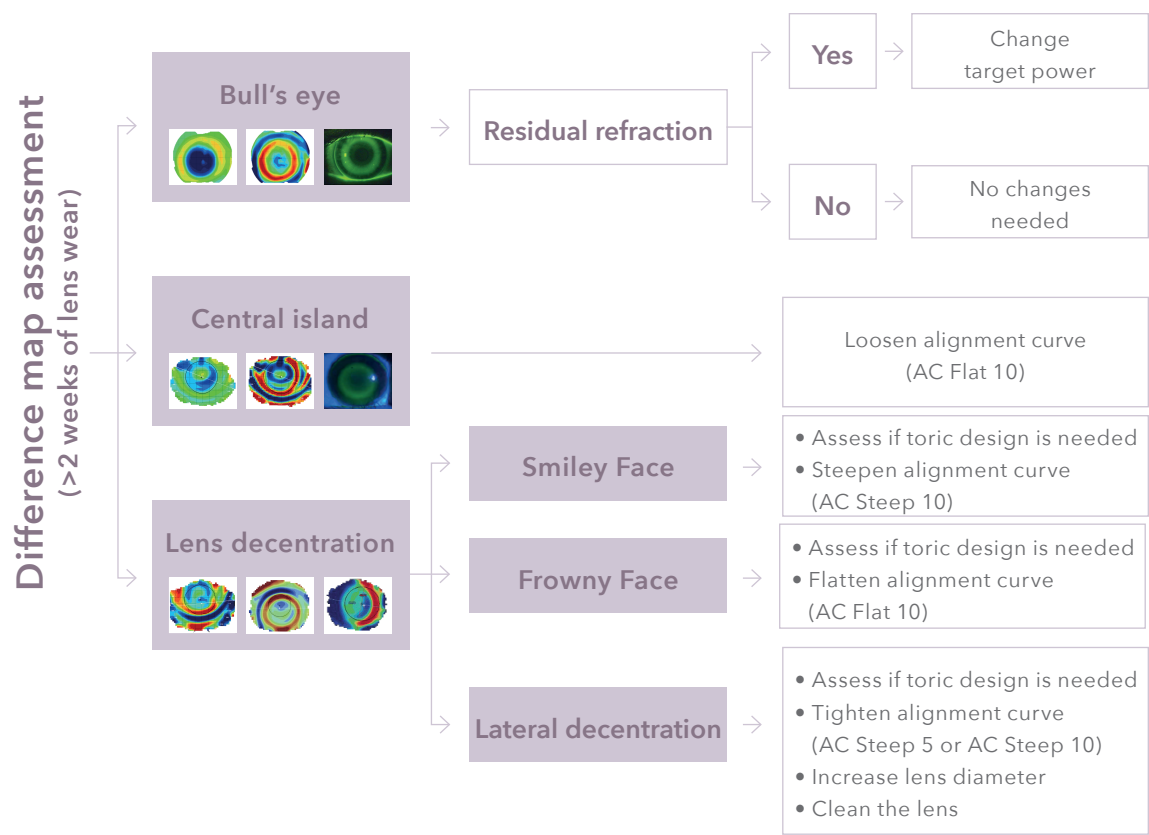 Difference map assessment
(>2 weeks of lens wear)
Bull’s eye
Residual refraction
Yes
Change
target power
No
No changes
needed
Central island
Loosen alignment curve
(AC Flat 10)
Lens decentration
Smiley Face
• Assess if toric design is needed
• Steepen alignment curve
(AC Steep 10)
Frowny Face
• Assess if toric design is needed
• Flatten alignment curve
(AC Flat 10)
Lateral decentration
• Assess if toric design is needed
• Tighten alignment curve
(AC Steep 5 or AC Steep 10)
• Increase lens diameter
• Clean the lens